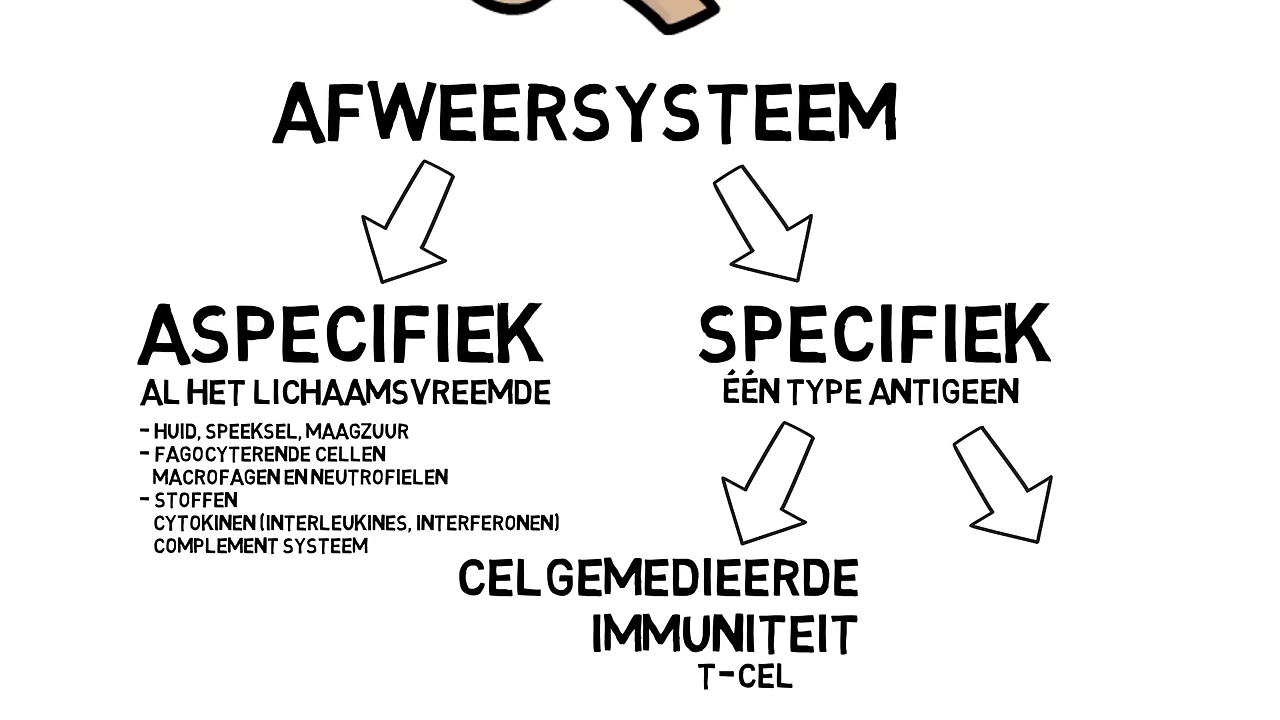 AFWEERSYSTEEM
ASPECIFIEK
AL HET LICHAAMSVREEMDE
- HUID, SPEEKSEL, MAAGZUUR
- FAGOCYTERENDE CELLEN
MACROFAGEN EN NEUTROFIELEN
- STOFFEN
CYTOKINEN (INTERLEUKINES, INTERFERONEN)
COMPLEMENT SYSTEEM
SPECIFIEK
ÉÉN TYPE ANTIGEEN
CELGEMEDIEERDE
IMMUNITEIT
T-CEL